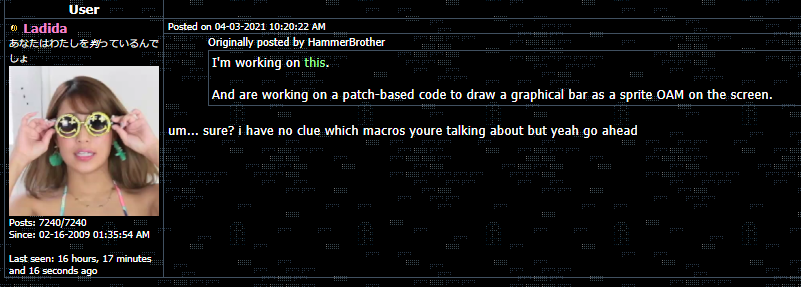 User
Ladida
あなたはわたしを判っているんで
しょ
Posts: 7240/7240
Since: 02-16-2009 01:35:54 AM
Last seen: 16 hours, 17 minutes
and 16 seconds ago
Posted on 04-03-2021 10:20:22 AM
Originally posted by HammerBrother
I'm working on this.
And are working on a patch-based code to draw a graphical bar as a sprite OAM on the screen.
um... sure? i have no clue which macros youre talking about but yeah go ahead